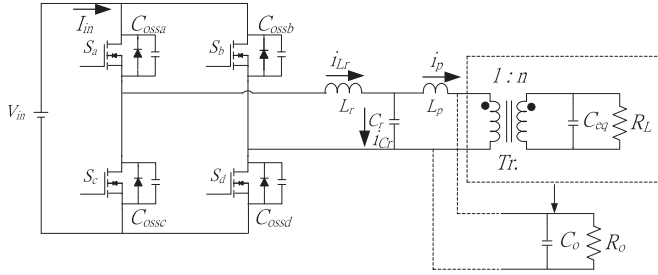 I_in
C_ossa
C_ossb
S_a
S_b
i_Lr
i_p
1 : n
V_in
L_r
L_p
C_r
i_Cr
C_eq
R_L
S_c
S_d
Tr.
C_ossc
C_ossd
C_o
R_o